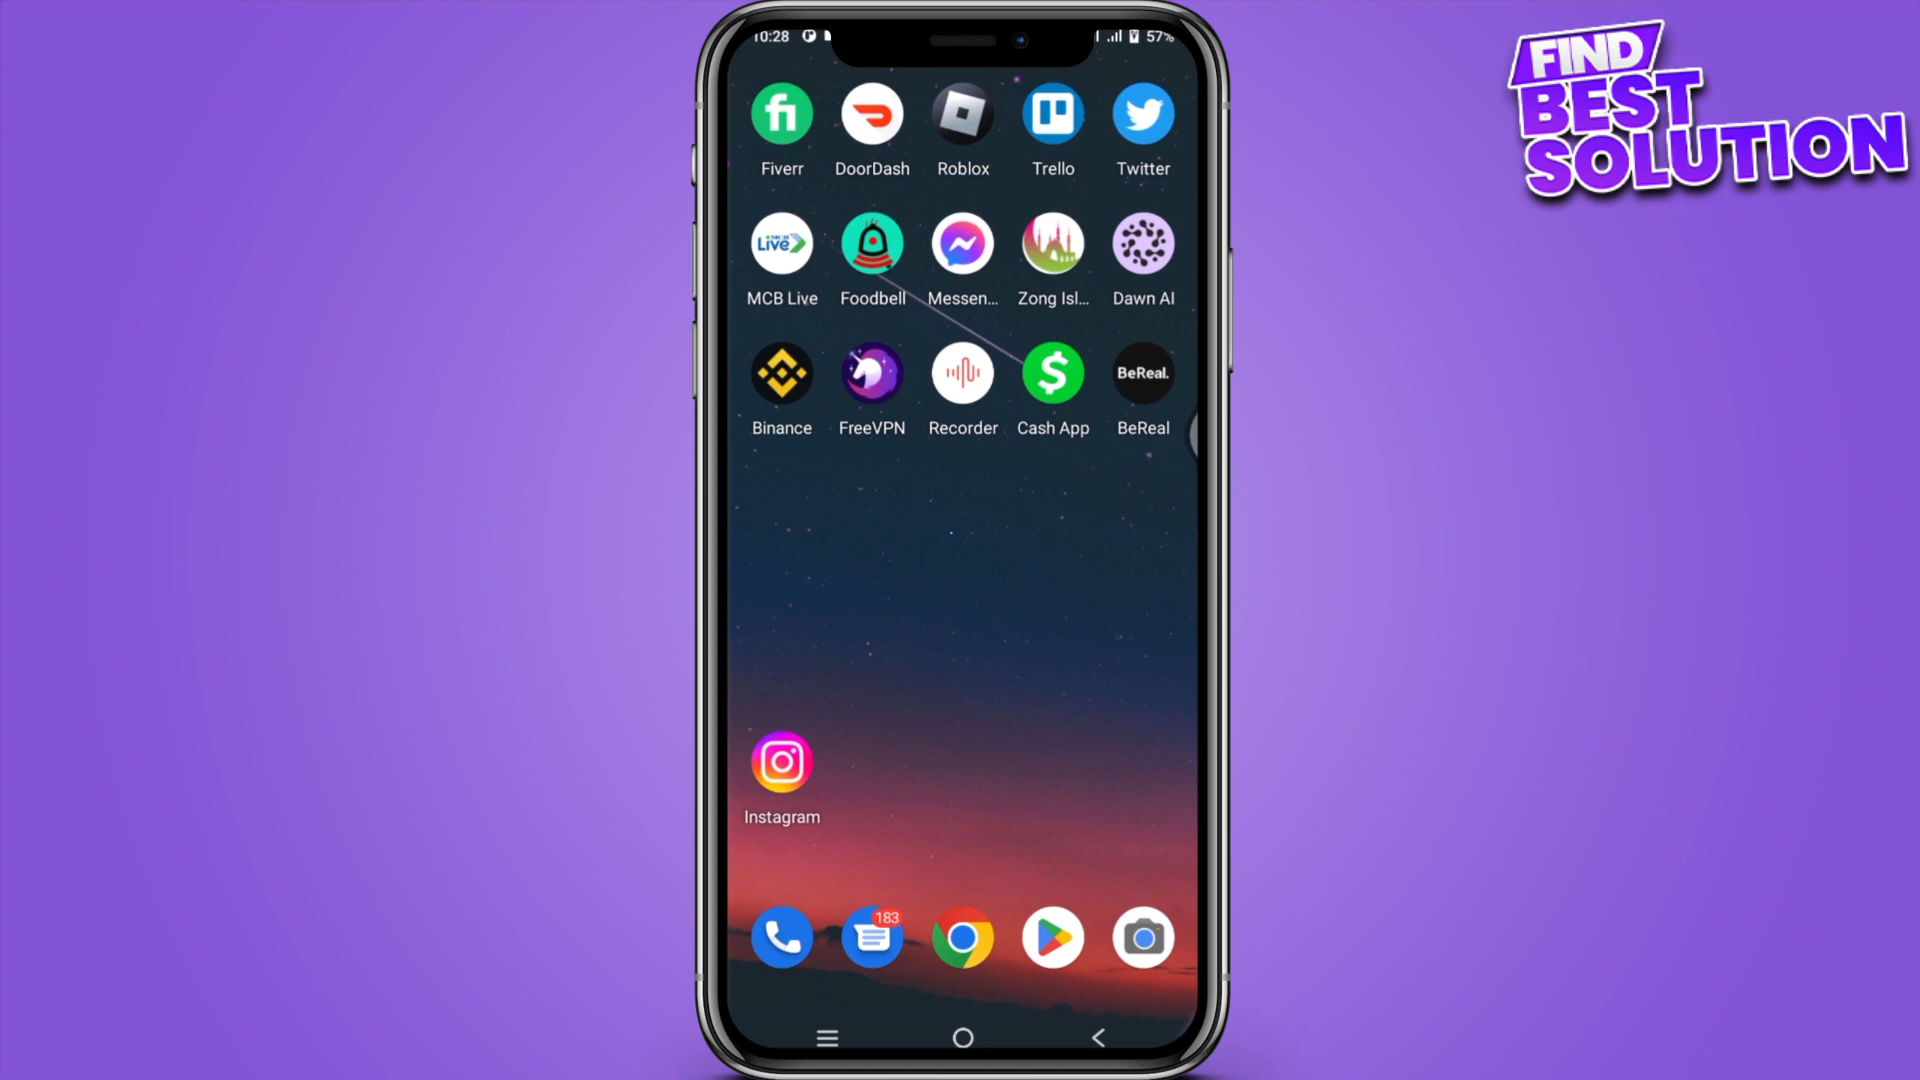 10:28 57%
FIND
BEST
SOLUTION
Fiverr DoorDash Roblox Trello Twitter
Live
MCB Live Foodbell Messen... Zong Isl... Dawn AI
BeReal.
Binance FreeVPN Recorder Cash App BeReal
Instagram
183